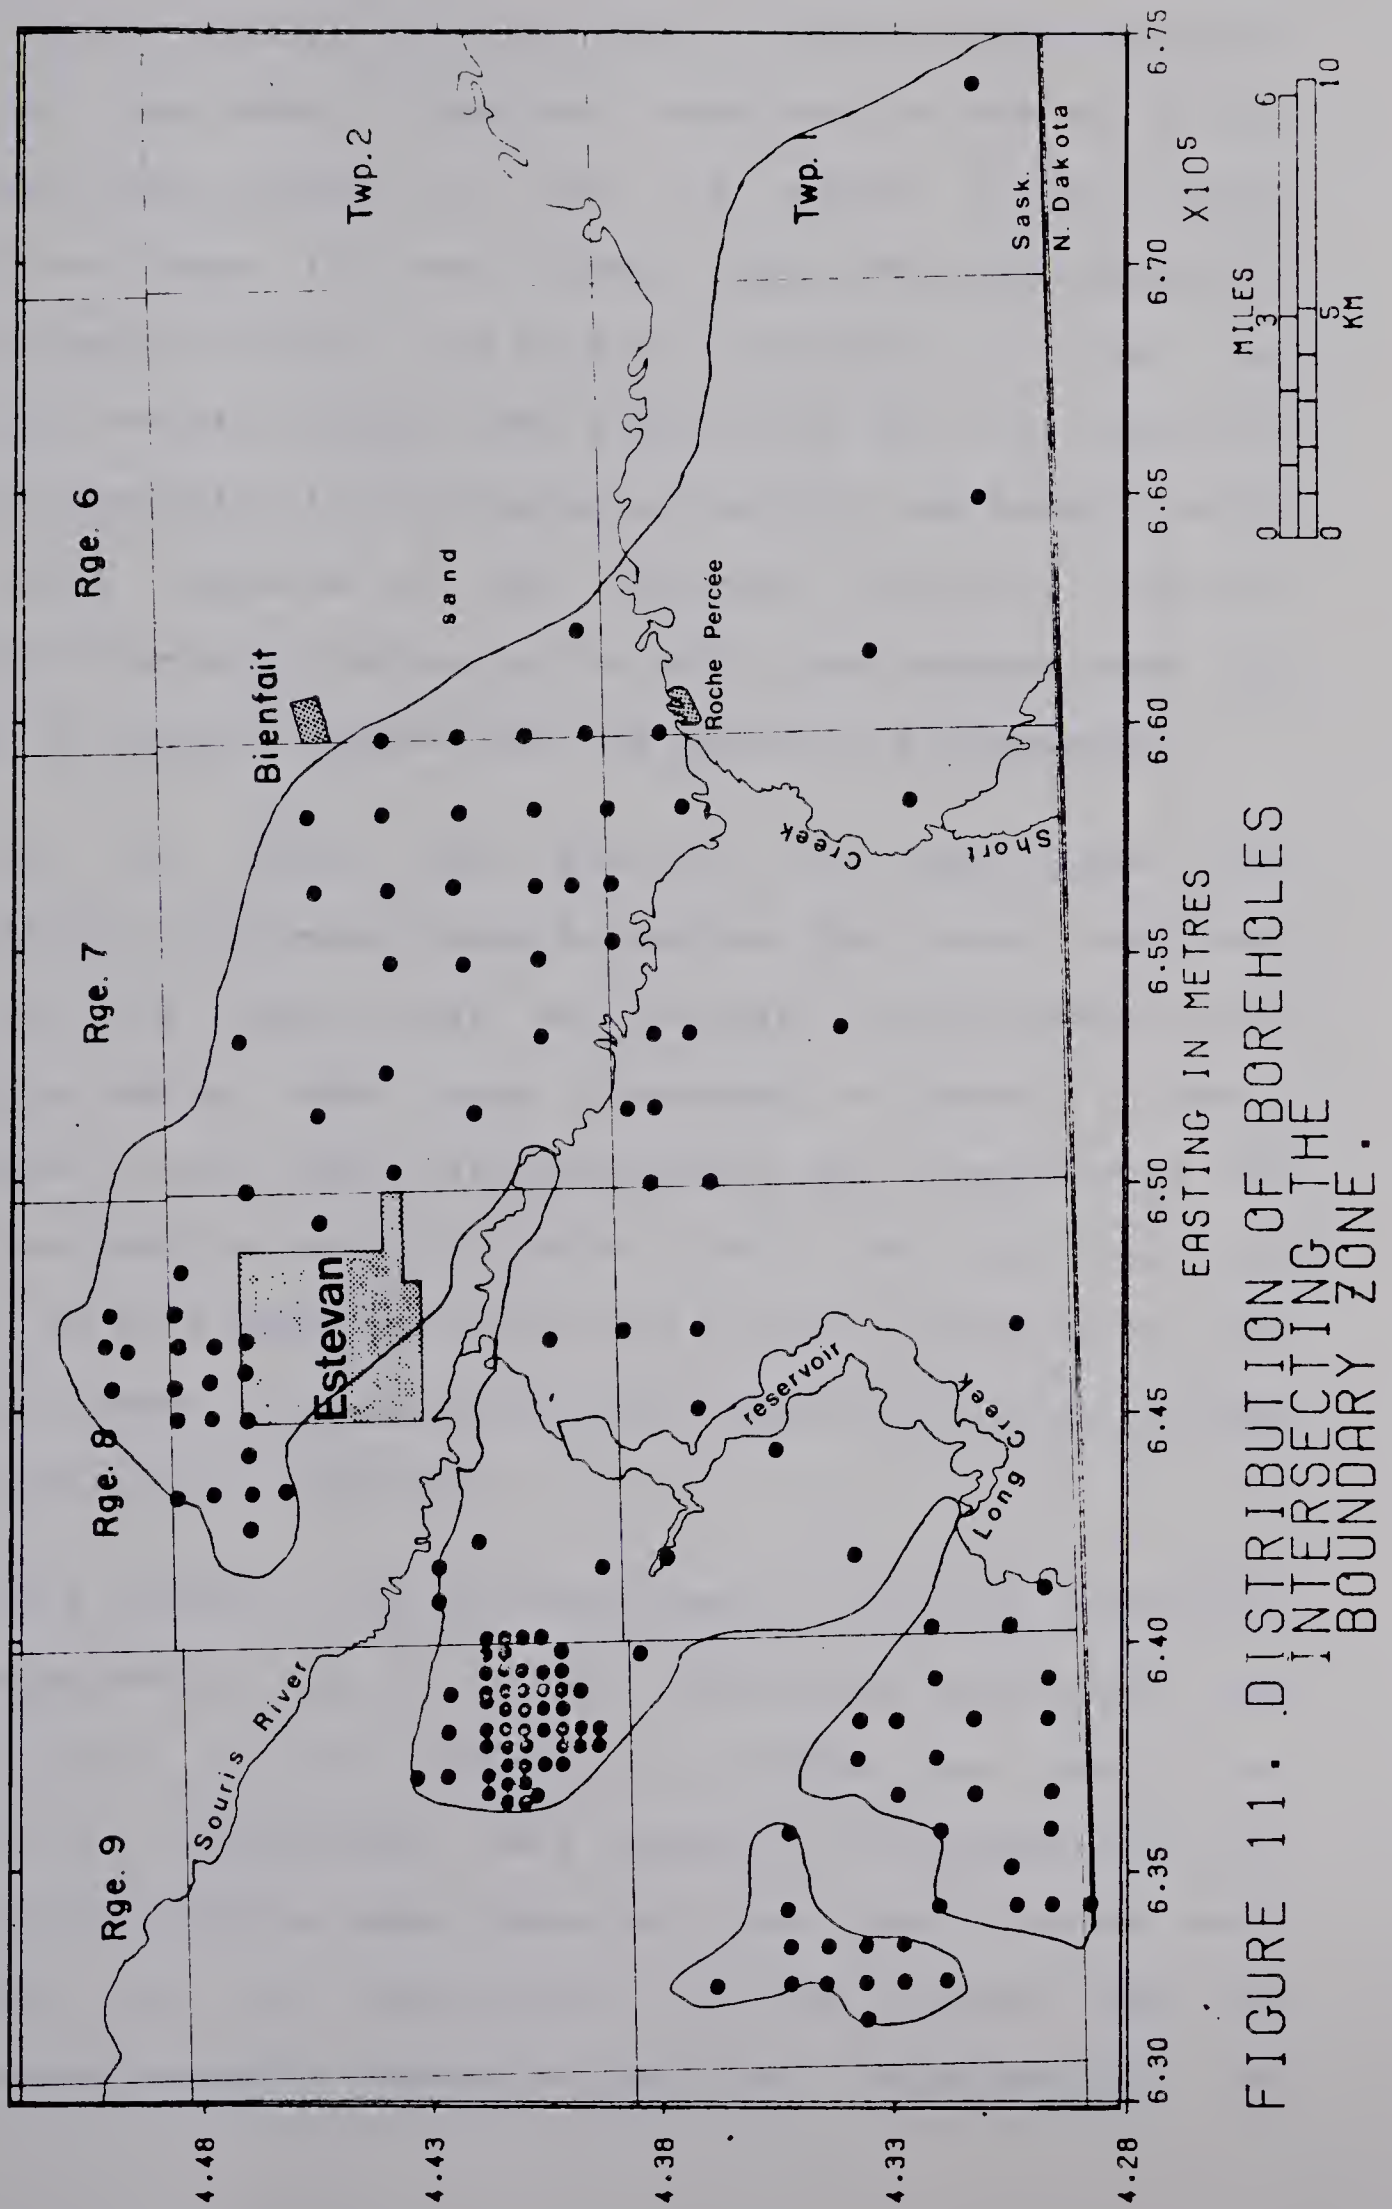 Rge. 9
Rge. 8
Rge. 7
Rge. 6
Souris River
Estevan
Bienfait
sand
Twp. 2
Roche Percée
Twp. 1
reservoir
Long Creek
Short Creek
Sask.
N. Dakota
4.48
4.43
4.38
4.33
4.28
6.30
6.35
6.40
6.45
6.50
6.55
6.60
6.65
6.70
6.75
EASTING IN METRES
X10⁵
MILES
0 3 6
0 5 10
KM
FIGURE 11. DISTRIBUTION OF BOREHOLES
INTERSECTING THE
BOUNDARY ZONE.